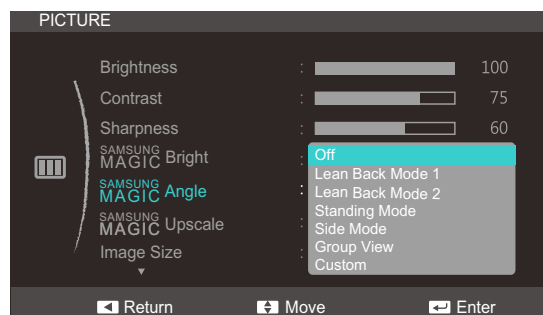 PICTURE
Brightness : 100
Contrast : 75
Sharpness : 60
SAMSUNG MAGIC Bright :
SAMSUNG MAGIC Angle :
SAMSUNG MAGIC Upscale :
Image Size :
Off
Lean Back Mode 1
Lean Back Mode 2
Standing Mode
Side Mode
Group View
Custom
Return Move Enter